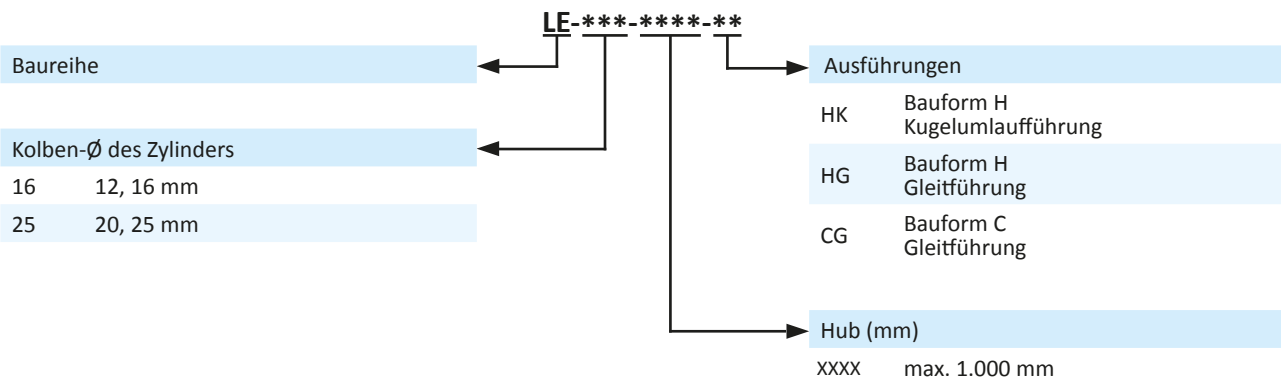 LE-***-****-**
Baureihe
Kolben-Ø des Zylinders
16 12, 16 mm
25 20, 25 mm
Ausführungen
HK Bauform H
Kugelumlaufführung
HG Bauform H
Gleitführung
CG Bauform C
Gleitführung
Hub (mm)
XXXX max. 1.000 mm